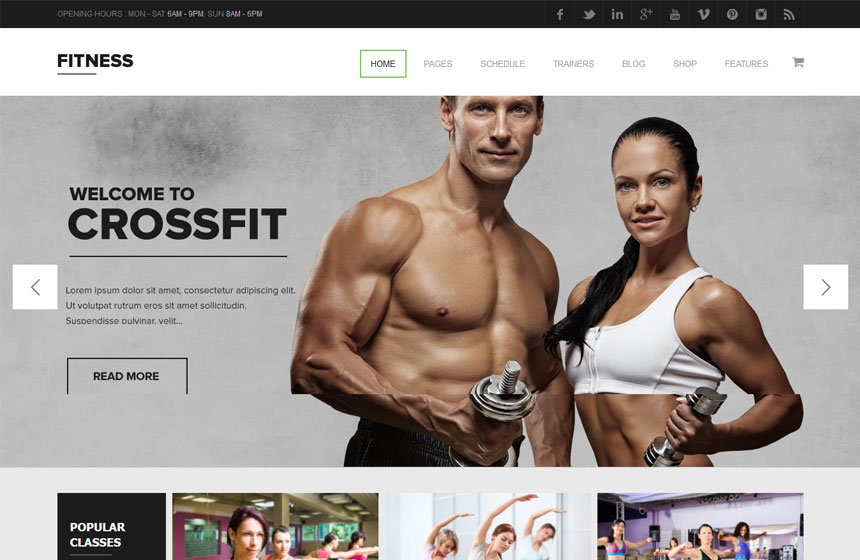 OPENING HOURS : MON - SAT 6AM - 9PM, SUN 8AM - 6PM
FITNESS
HOME PAGES SCHEDULE TRAINERS BLOG SHOP FEATURES
WELCOME TO
CROSSFIT
Lorem ipsum dolor sit amet, consectetur adipiscing elit.
Ut volutpat rutrum eros sit amet sollicitudin.
Suspendisse pulvinar, velit...
READ MORE
POPULAR
CLASSES